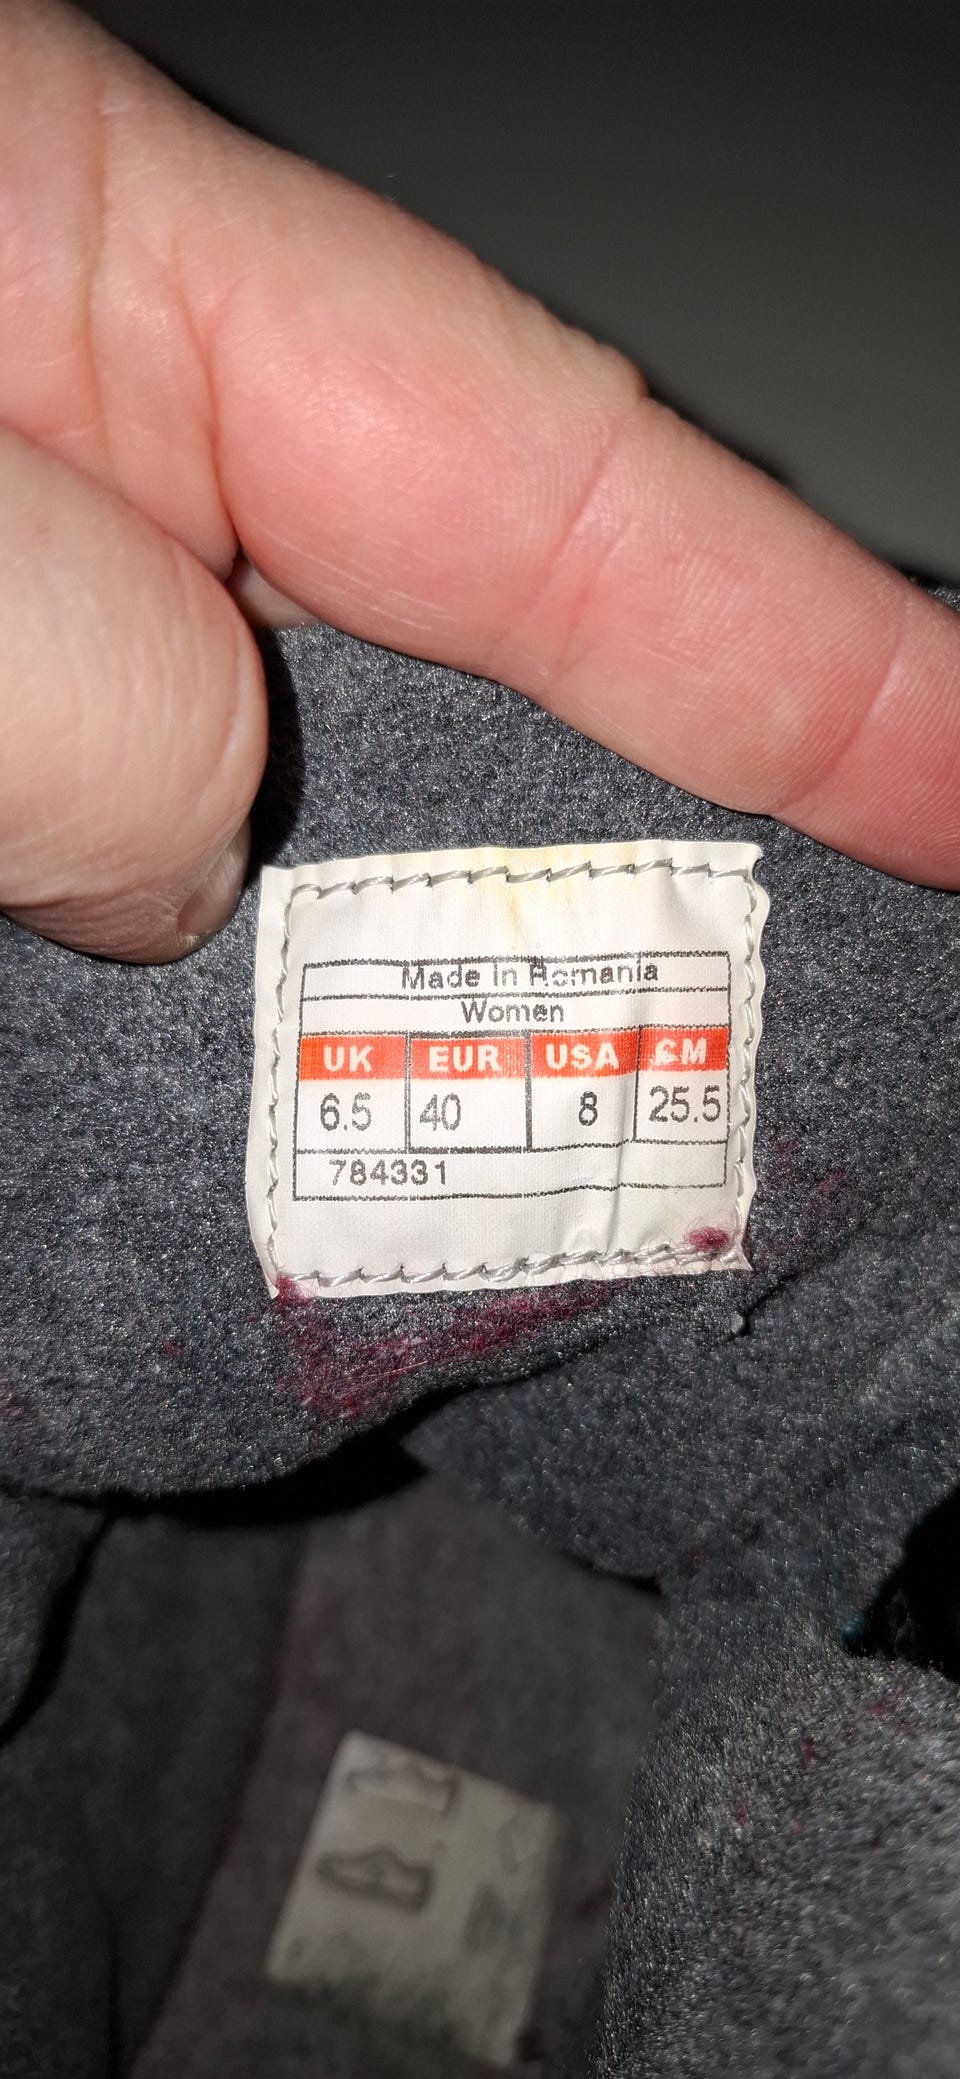 Made In Romania
Women
UK EUR USA CM
6.5 40 8 25.5
784331